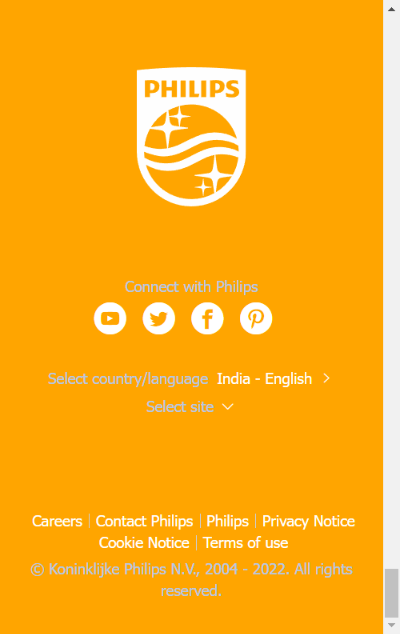 PHILIPS
Connect with Philips
Select country/language India - English
Select site
Careers | Contact Philips | Philips | Privacy Notice
Cookie Notice | Terms of use
© Koninklijke Philips N.V., 2004 - 2022. All rights
reserved.